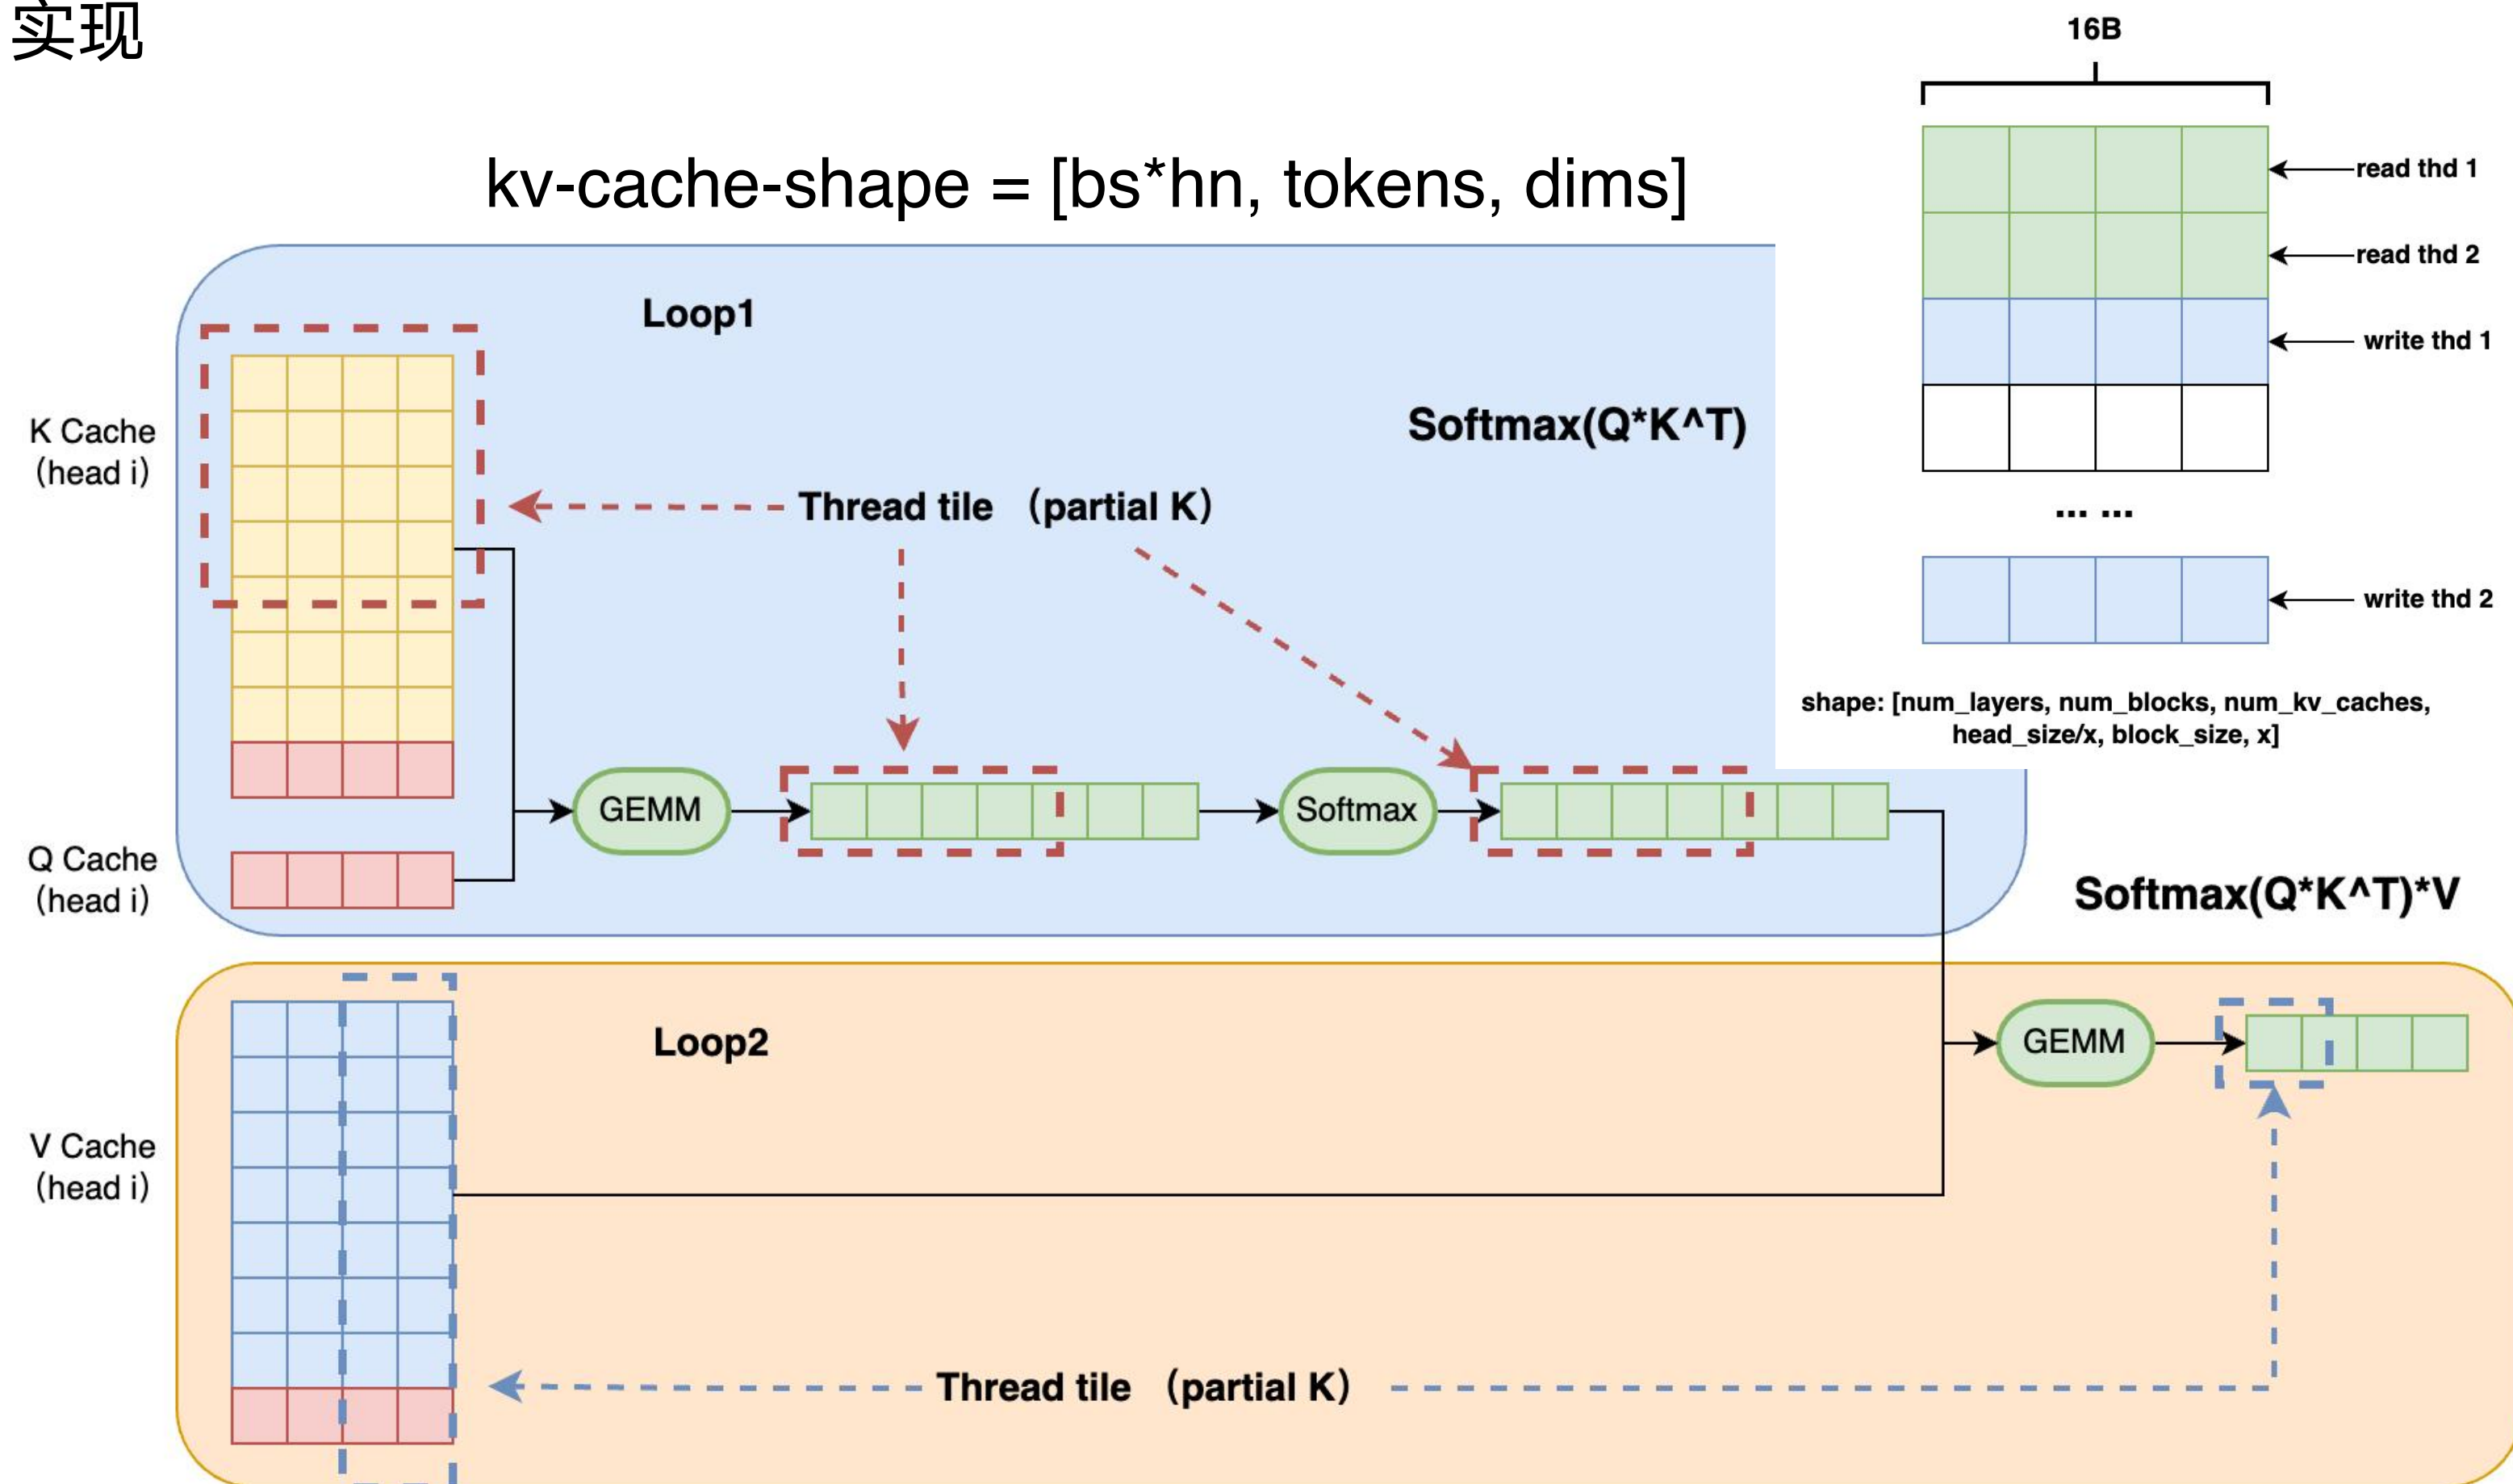 实现
kv-cache-shape = [bs*hn, tokens, dims]
16B
read thd 1
read thd 2
write thd 1
... ...
write thd 2
shape: [num_layers, num_blocks, num_kv_caches,
head_size/x, block_size, x]
Loop1
K Cache
(head i)
Softmax(Q*K^T)
Thread tile （partial K）
GEMM
Softmax
Q Cache
(head i)
Softmax(Q*K^T)*V
Loop2
GEMM
V Cache
(head i)
Thread tile （partial K）